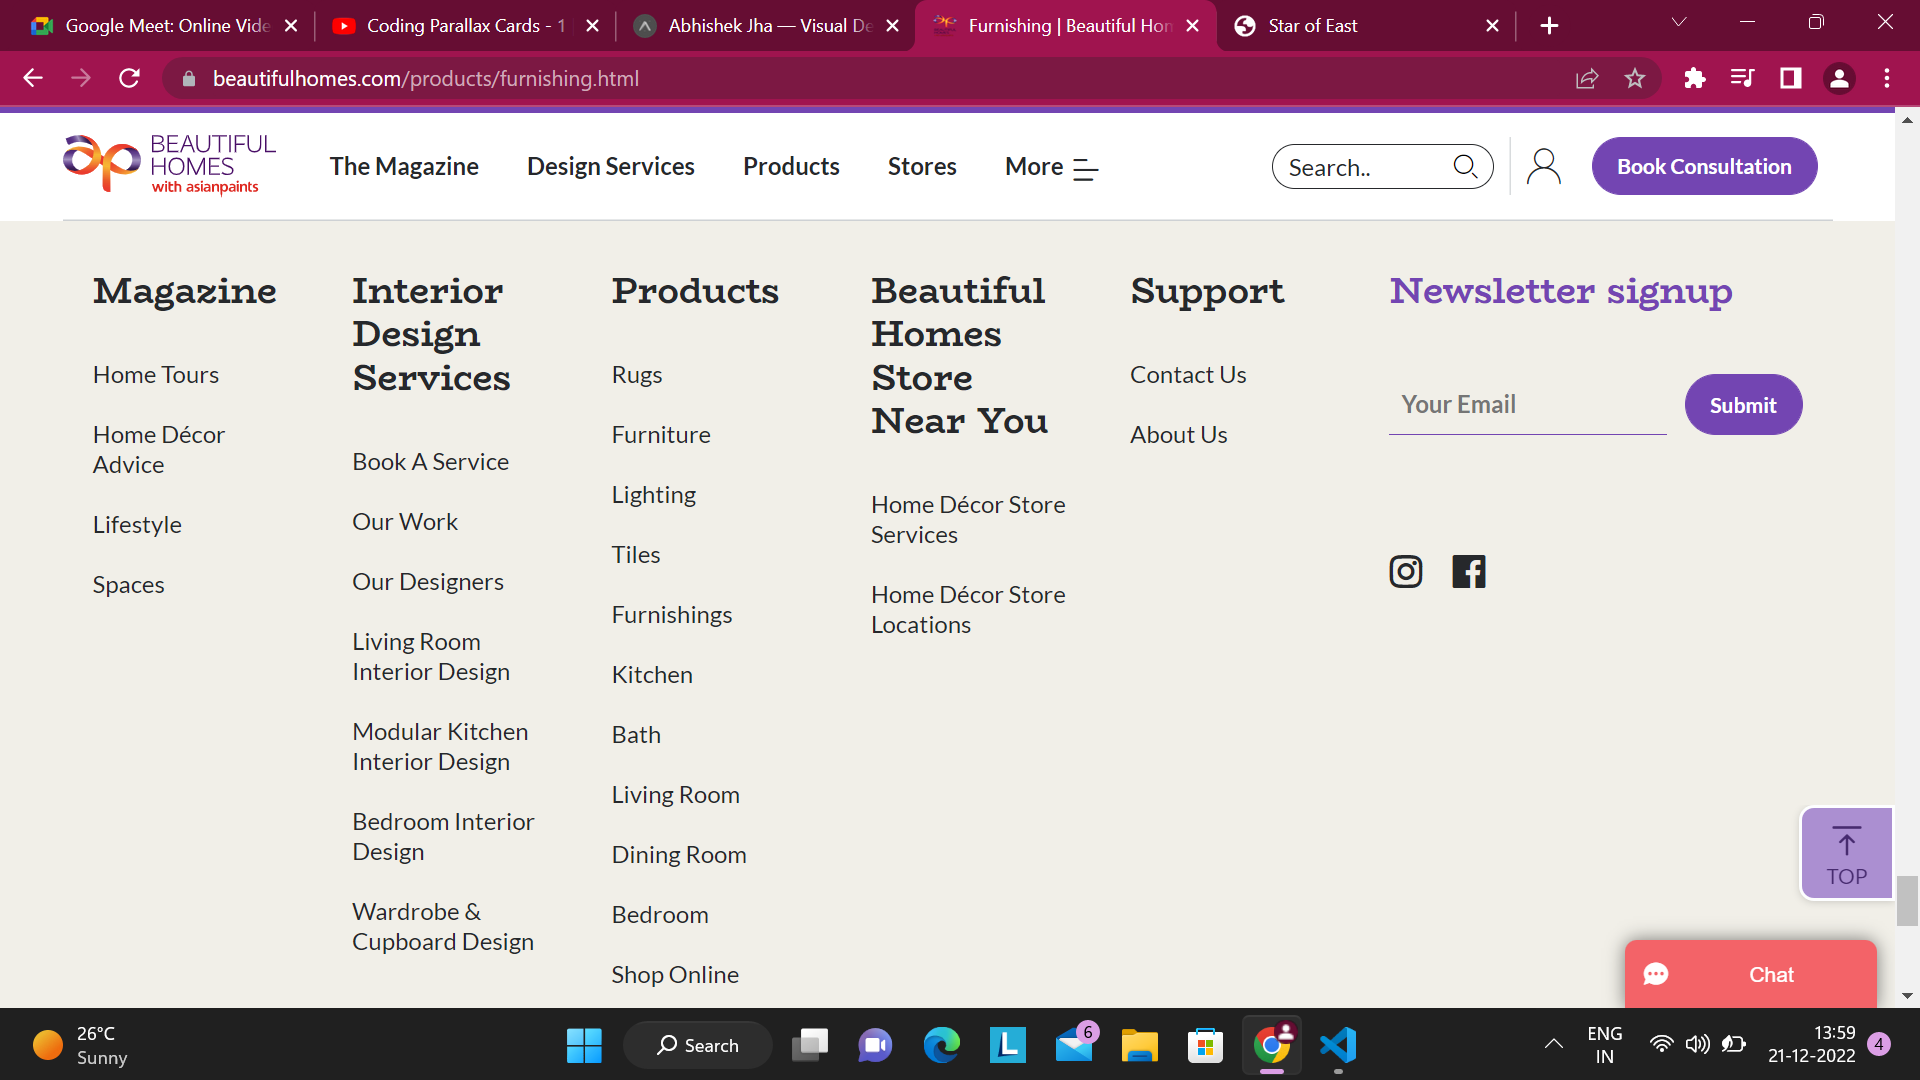 Google Meet: Online Vide
Coding Parallax Cards - 1
Abhishek Jha — Visual De
Furnishing | Beautiful Hom
Star of East
beautifulhomes.com/products/furnishing.html
BEAUTIFUL
HOMES
with asianpaints
The Magazine
Design Services
Products
Stores
More
Search..
Book Consultation
Magazine
Home Tours
Home Décor
Advice
Lifestyle
Spaces
Interior
Design
Services
Book A Service
Our Work
Our Designers
Living Room
Interior Design
Modular Kitchen
Interior Design
Bedroom Interior
Design
Wardrobe &
Cupboard Design
Products
Rugs
Furniture
Lighting
Tiles
Furnishings
Kitchen
Bath
Living Room
Dining Room
Bedroom
Shop Online
Beautiful
Homes
Store
Near You
Home Décor Store
Services
Home Décor Store
Locations
Support
Contact Us
About Us
Newsletter signup
Your Email
Submit
TOP
Chat
26°C
Sunny
Search
L
6
ENG
IN
13:59
21-12-2022
4